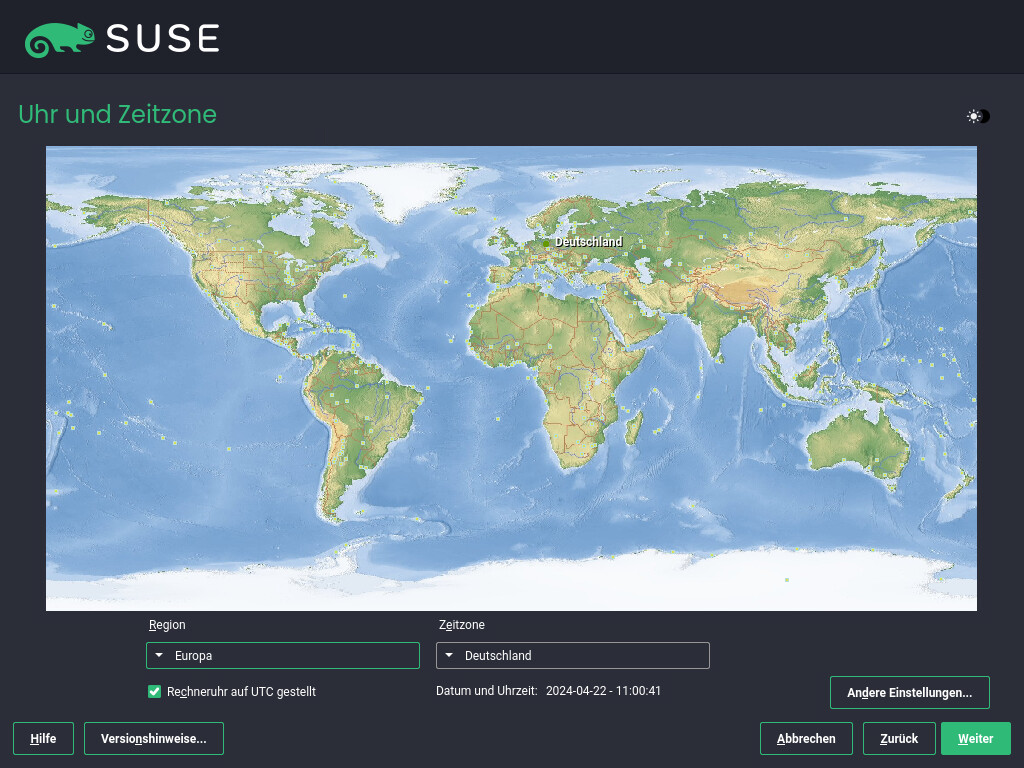 SUSE
Uhr und Zeitzone
Deutschland
Region
Zeitzone
Europa
Deutschland
Rechneruhr auf UTC gestellt
Datum und Uhrzeit: 2024-04-22 - 11:00:41
Andere Einstellungen...
Hilfe
Versionshinweise...
Abbrechen
Zurück
Weiter